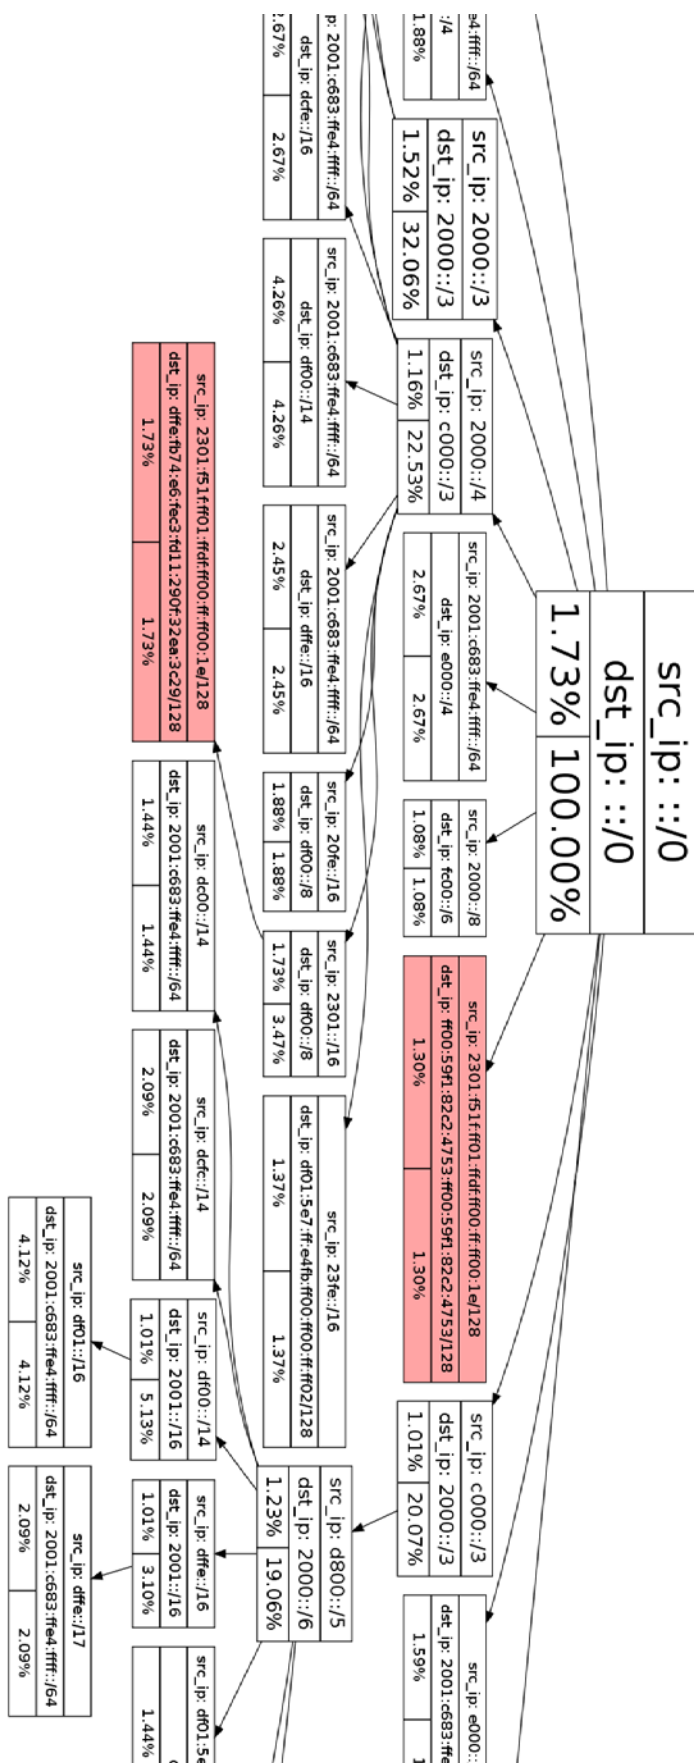 src_ip: ::/0
dst_ip: ::/0
1.73% 100.00%
e4:ffff::/64
:/4
1.88%
src_ip: 2000::/3
dst_ip: 2000::/3
1.52% 32.06%
src_ip: 2000::/4
dst_ip: c000::/3
1.16% 22.53%
src_ip: 2001:c683:ffe4:ffff::/64
dst_ip: e000::/4
2.67% 2.67%
src_ip: 2000::/8
dst_ip: fc00::/6
1.08% 1.08%
src_ip: 2301:f51f:ff01:ffdf:ff00:ff:ff00:1e/128
dst_ip: ff00:59f1:82c2:4753:ff00:59f1:82c2:4753/128
1.30% 1.30%
src_ip: c000::/3
dst_ip: 2000::/3
1.01% 20.07%
src_ip: e000::
dst_ip: 2001:c683:ffe
1.59% 1
p: 2001:c683:ffe4:ffff::/64
dst_ip: dcfe::/16
2.67% 2.67%
src_ip: 2001:c683:ffe4:ffff::/64
dst_ip: df00::/14
4.26% 4.26%
src_ip: 2001:c683:ffe4:ffff::/64
dst_ip: dffe::/16
2.45% 2.45%
src_ip: 20fe::/16
dst_ip: df00::/8
1.88% 1.88%
src_ip: 2301::/16
dst_ip: df00::/8
1.73% 3.47%
src_ip: 23fe::/16
dst_ip: df01:5e7:ff:e4fb:ff00:ff00:ff:ff02/128
1.37% 1.37%
src_ip: d800::/5
dst_ip: 2000::/6
1.23% 19.06%
src_ip: 2301:f51f:ff01:ffdf:ff00:ff:ff00:1e/128
dst_ip: dffe:fb74:e6:fec3:fd11:290f:32ea:3c29/128
1.73% 1.73%
src_ip: dc00::/14
dst_ip: 2001:c683:ffe4:ffff::/64
1.44% 1.44%
src_ip: dcfc::/14
dst_ip: 2001:c683:ffe4:ffff::/64
2.09% 2.09%
src_ip: df00::/14
dst_ip: 2001::/16
1.01% 5.13%
src_ip: dffe::/16
dst_ip: 2001::/16
1.01% 3.10%
src_ip: df01:5e
1.44%
src_ip: df01::/16
dst_ip: 2001:c683:ffe4:ffff::/64
4.12% 4.12%
src_ip: dffe::/17
dst_ip: 2001:c683:ffe4:ffff::/64
2.09% 2.09%